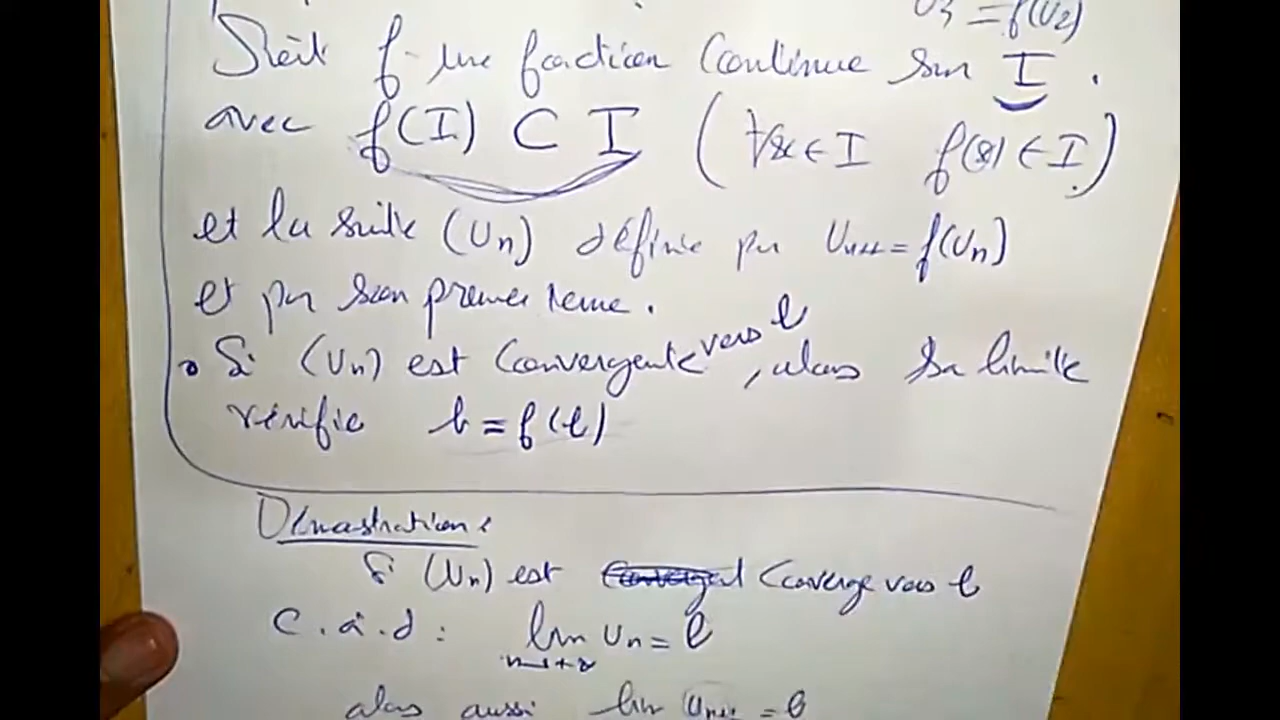 U3 = f(U2)
Soit f une fonction Continue sur I .
avec f(I) ⊂ I ( ∀x ∈ I f(x) ∈ I )
et la suite (Un) définie par Un+1 = f(Un)
et par son premier terme .
• Si (Un) est Convergente vers l , alors sa limite
vérifie l = f(l)
Démonstration :
Si (Un) est Converge vers l
C.à.d : lim Un = l
n→+∞
alors aussi lim Un+1 = l